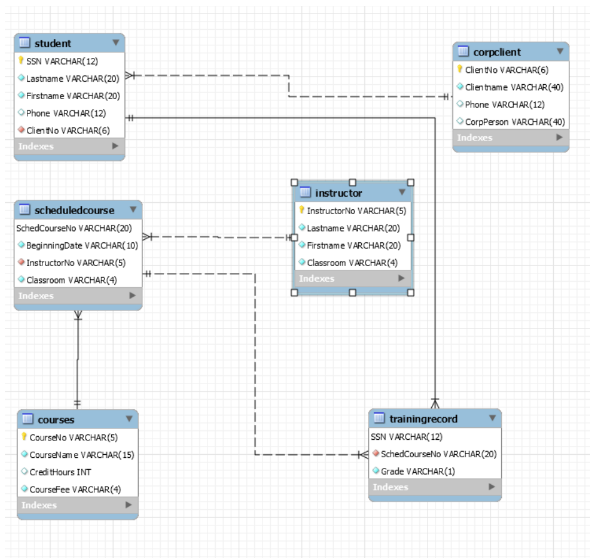 student
SSN VARCHAR(12)
Lastname VARCHAR(20)
Firstname VARCHAR(20)
Phone VARCHAR(12)
ClientNo VARCHAR(6)
Indexes
corpclient
ClientNo VARCHAR(6)
Clientname VARCHAR(40)
Phone VARCHAR(12)
CorpPerson VARCHAR(40)
Indexes
scheduledcourse
SchedCourseNo VARCHAR(20)
BeginningDate VARCHAR(10)
InstructorNo VARCHAR(5)
Classroom VARCHAR(4)
Indexes
instructor
InstructorNo VARCHAR(5)
Lastname VARCHAR(20)
Firstname VARCHAR(20)
Classroom VARCHAR(4)
Indexes
courses
CourseNo VARCHAR(5)
CourseName VARCHAR(15)
CreditHours INT
CourseFee VARCHAR(4)
Indexes
trainingrecord
SSN VARCHAR(12)
SchedCourseNo VARCHAR(20)
Grade VARCHAR(1)
Indexes